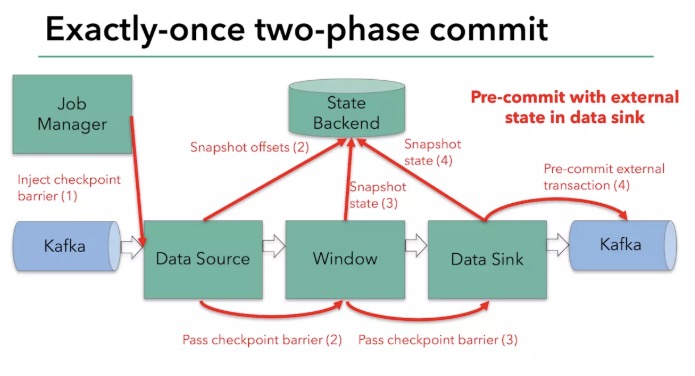 Exactly-once two-phase commit
Job
Manager
State
Backend
Pre-commit with external
state in data sink
Snapshot offsets (2)
Snapshot
state (4)
Pre-commit external
transaction (4)
Inject checkpoint
barrier (1)
Snapshot
state (3)
Kafka
Data Source
Window
Data Sink
Kafka
Pass checkpoint barrier (2)
Pass checkpoint barrier (3)